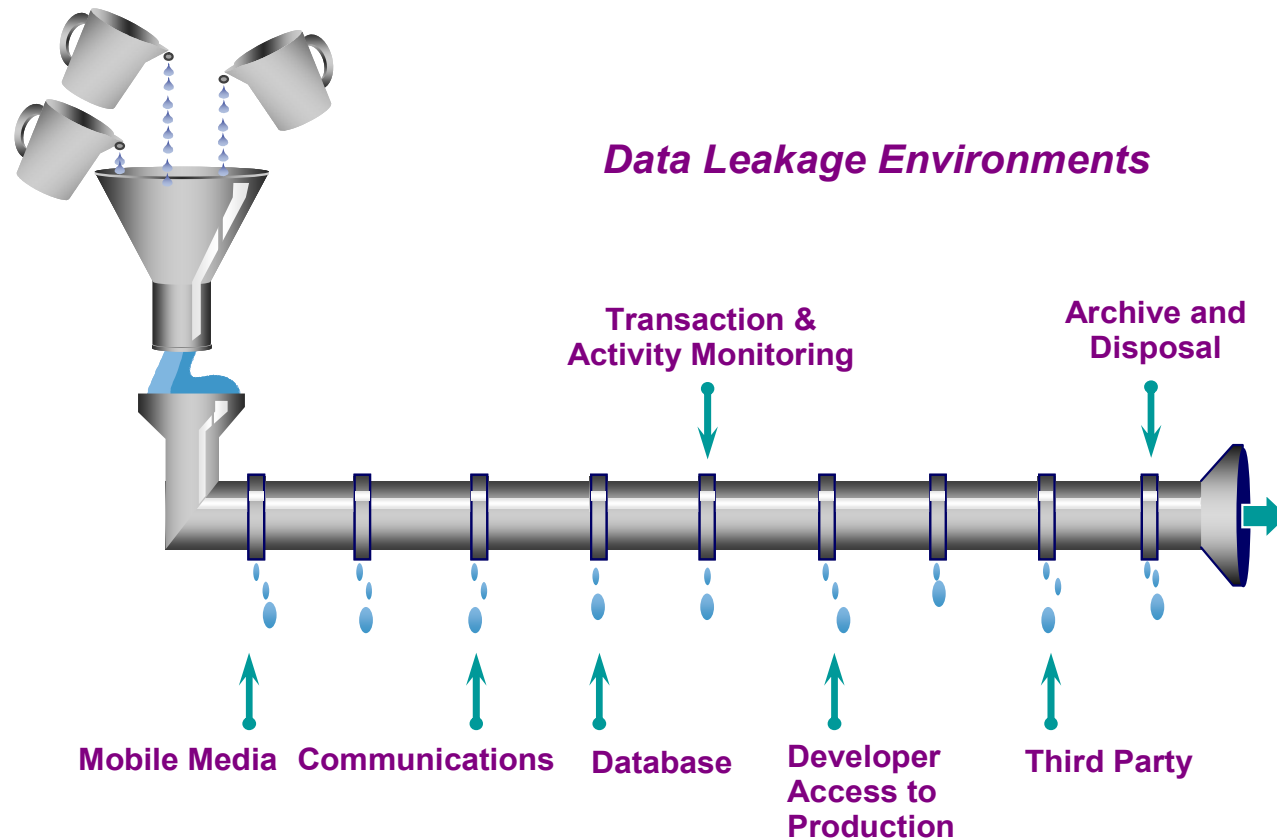 Data Leakage Environments
Transaction &
Activity Monitoring
Archive and
Disposal
Mobile Media
Communications
Database
Developer
Access to
Production
Third Party